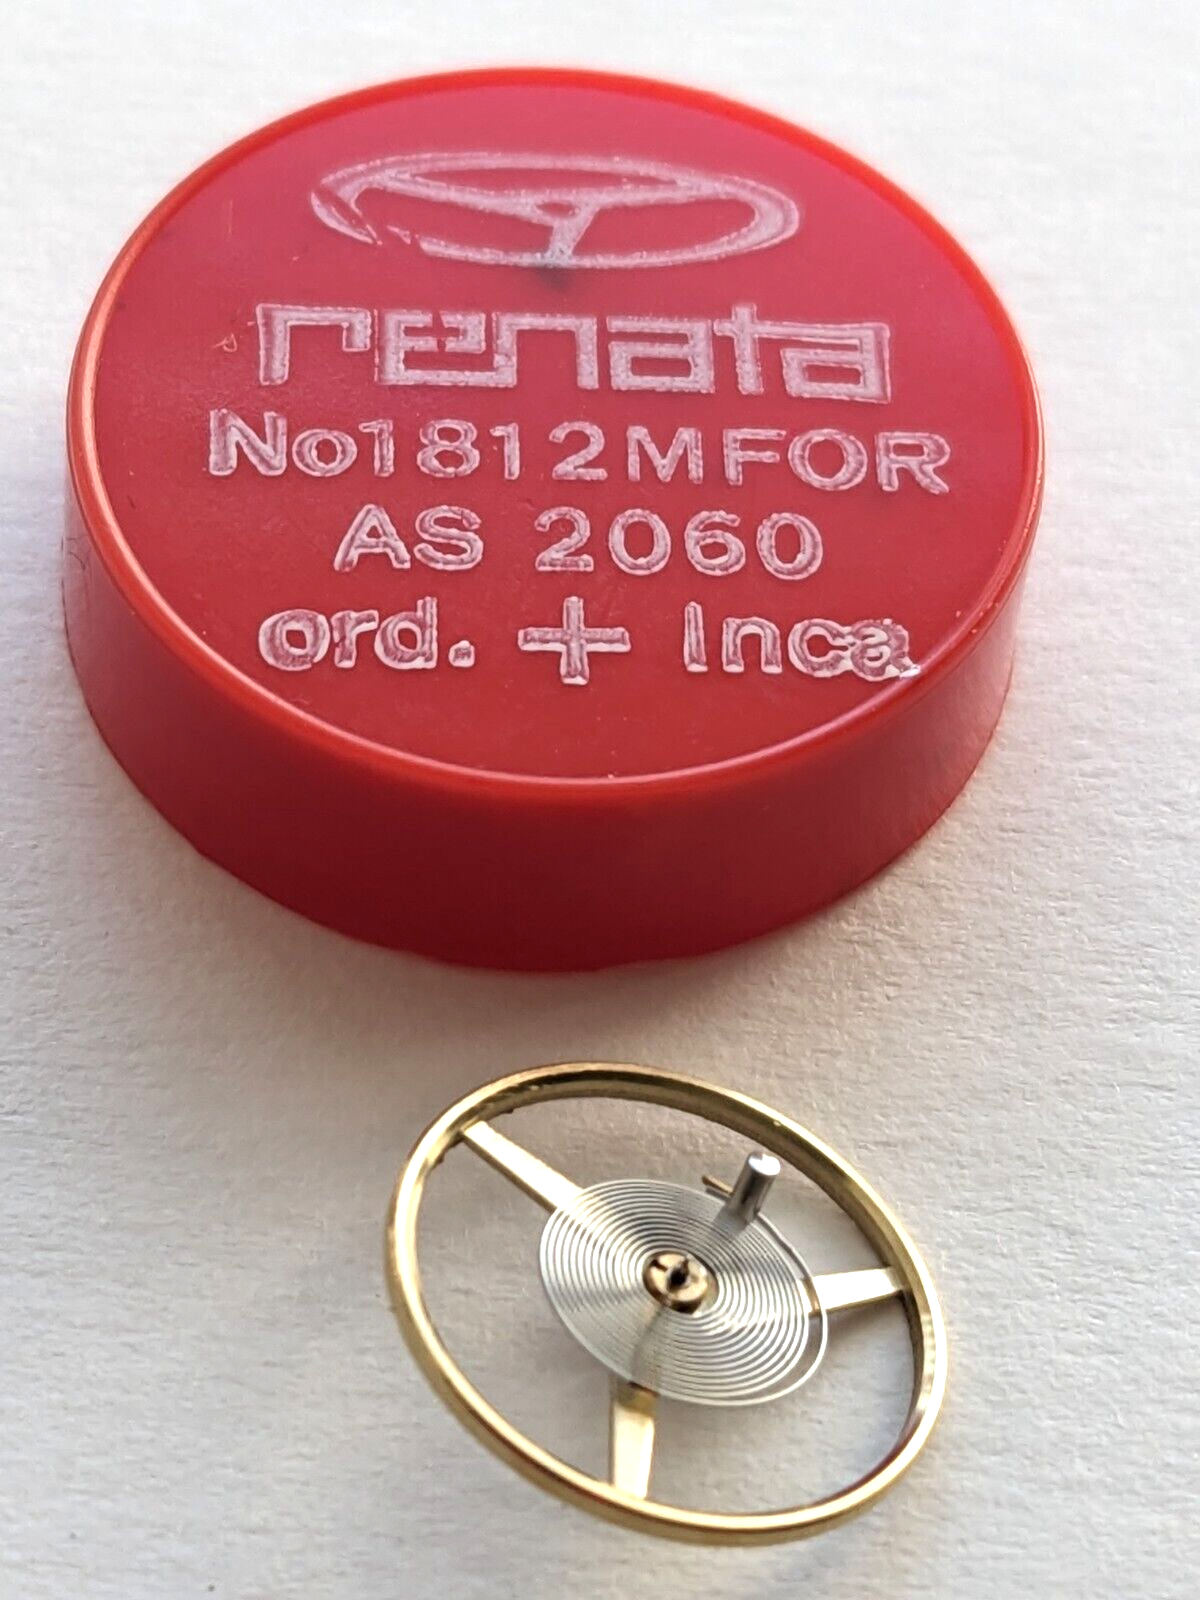 renata
No1812MFOR
AS 2060
ord. + Inca.